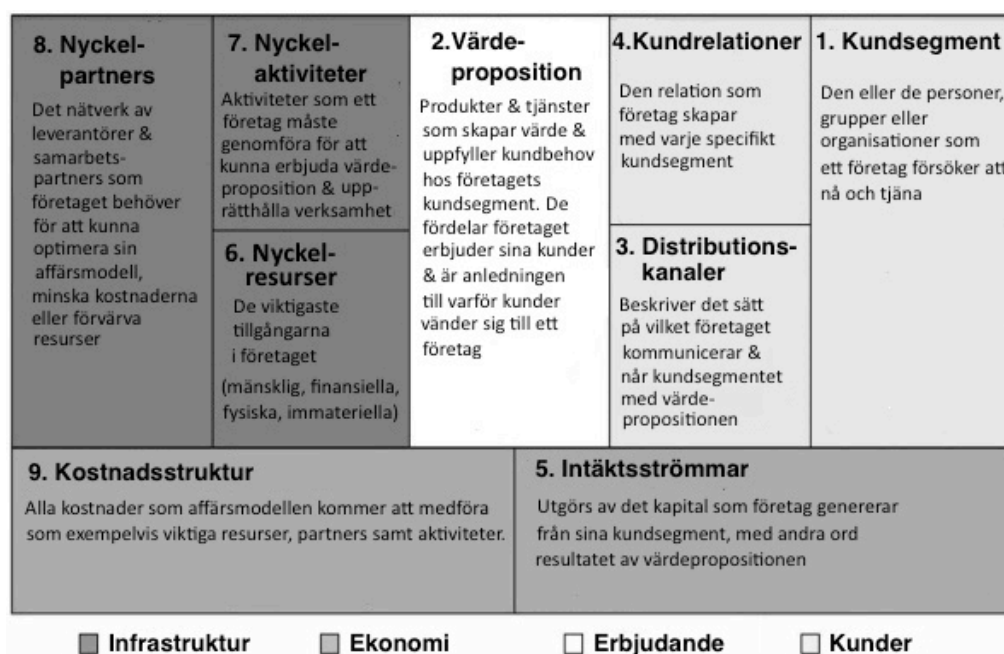 8. Nyckel-
partners
Det nätverk av
leverantörer &
samarbets-
partners som
företaget behöver
för att kunna
optimera sin
affärsmodell,
minska kostnaderna
eller förvärva
resurser
7. Nyckel-
aktiviteter
Aktiviteter som ett
företag måste
genomföra för att
kunna erbjuda värde-
proposition & upp-
rätthålla verksamhet
6. Nyckel-
resurser
De viktigaste
tillgångarna
i företaget
(mänsklig, finansiella,
fysiska, immateriella)
2.Värde-
proposition
Produkter & tjänster
som skapar värde &
uppfyller kundbehov
hos företagets
kundsegment. De
fördelar företaget
erbjuder sina kunder
& är anledningen
till varför kunder
vänder sig till ett
företag
4.Kundrelationer
Den relation som
företag skapar
med varje specifikt
kundsegment
3. Distributions-
kanaler
Beskriver det sätt
på vilket företaget
kommunicerar &
når kundsegmentet
med värde-
propositionen
1. Kundsegment
Den eller de personer,
grupper eller
organisationer som
ett företag försöker att
nå och tjäna
9. Kostnadsstruktur
Alla kostnader som affärsmodellen kommer att medföra
som exempelvis viktiga resurser, partners samt aktiviteter.
5. Intäktsströmmar
Utgörs av det kapital som företag genererar
från sina kundsegment, med andra ord
resultatet av värdepropositionen
Infrastruktur
Ekonomi
Erbjudande
Kunder